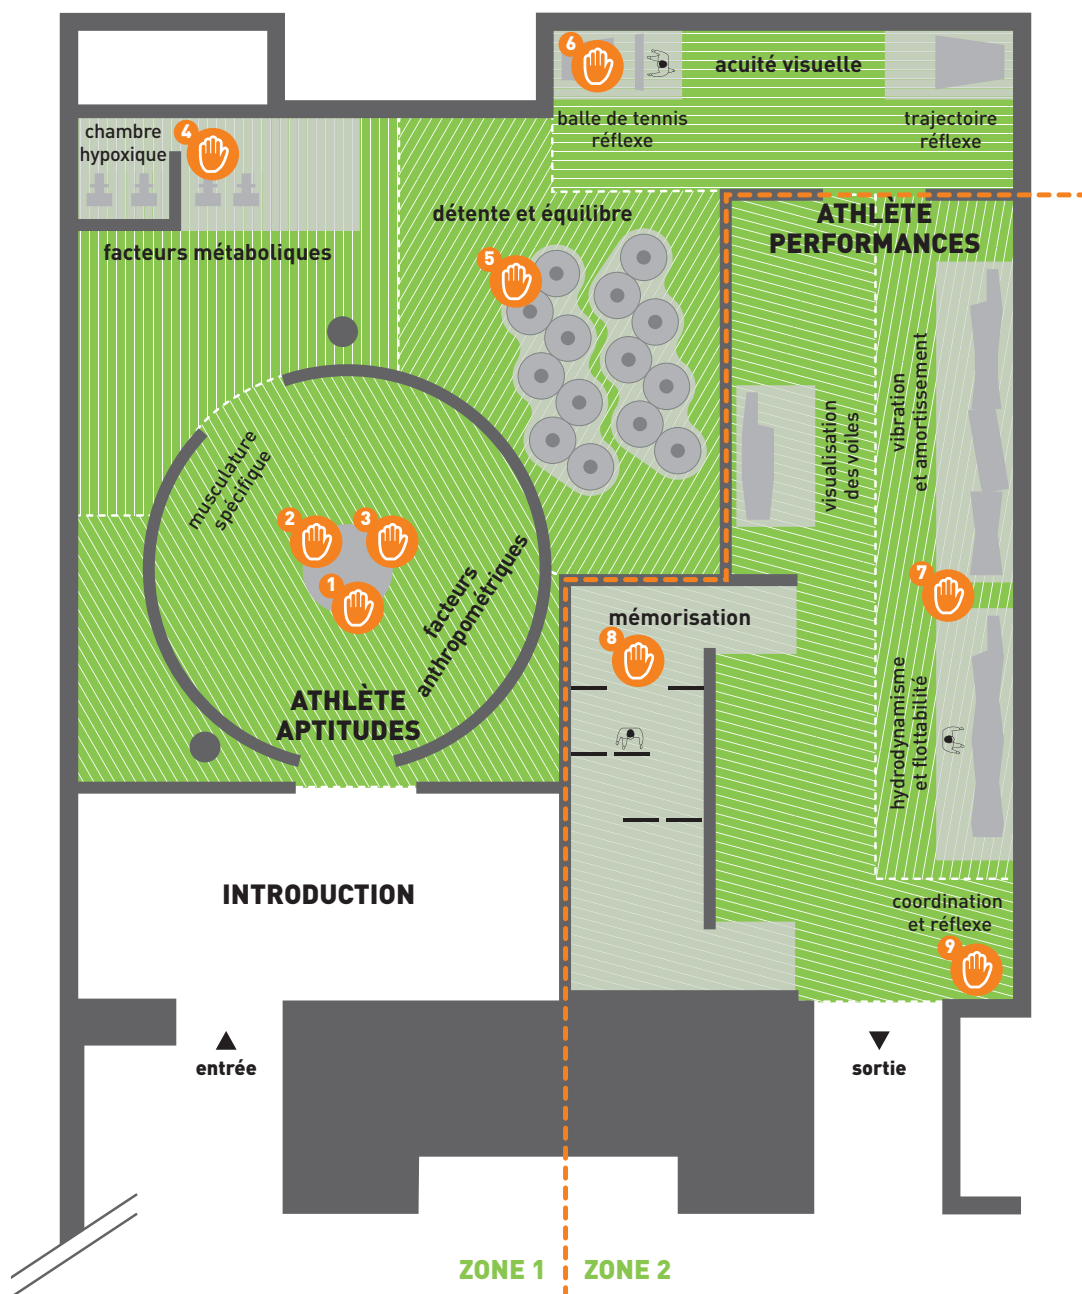 6
acuité visuelle
balle de tennis
réflexe
trajectoire
réflexe
chambre
hypoxique
4
facteurs métaboliques
détente et équilibre
5
ATHLÈTE
PERFORMANCES
vibration
et amortissement
visualisation
des voiles
musculature
spécifique
2
3
1
facteurs
anthropométriques
ATHLÈTE
APTITUDES
7
mémorisation
8
hydrodynamisme
et flottabilité
INTRODUCTION
coordination
et réflexe
9
entrée
sortie
ZONE 1
ZONE 2